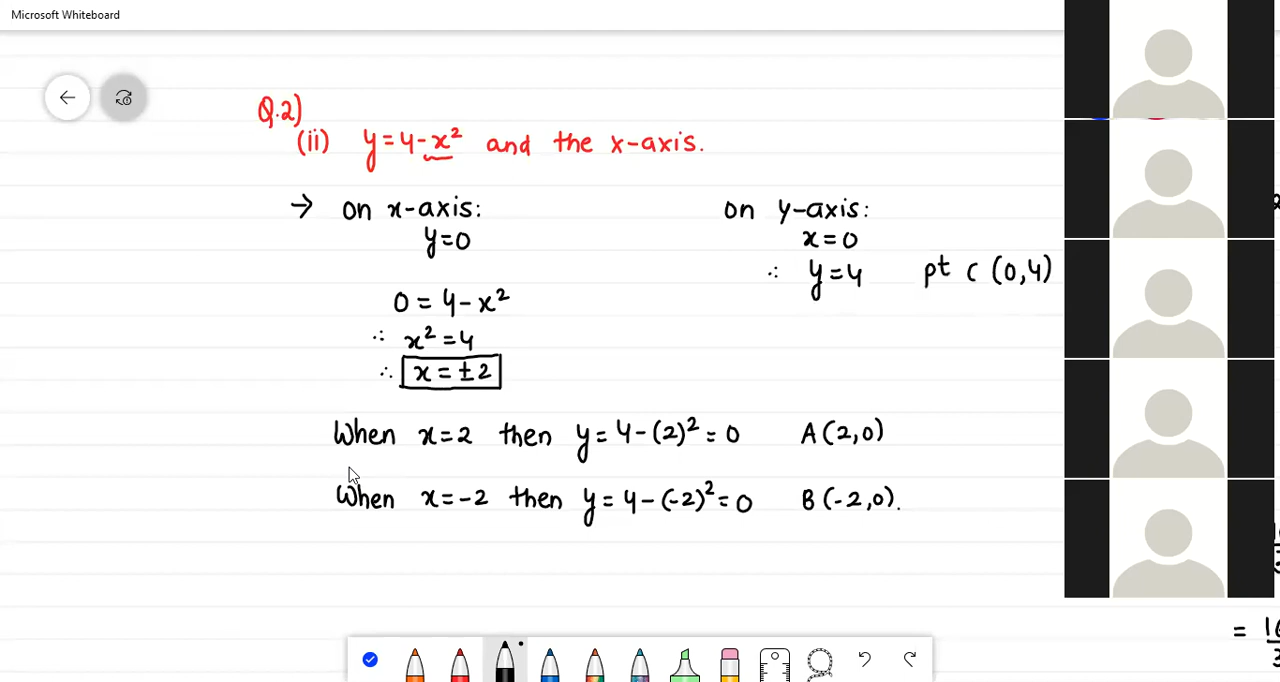 Microsoft Whiteboard
Q.2)
(ii) y=4-x² and the x-axis.
→ on x-axis:
y=0
0 = 4-x²
∴ x²=4
∴ x=±2
on y-axis:
x=0
∴ y=4 pt C (0,4)
When x=2 then y=4-(2)²=0 A(2,0)
When x=-2 then y=4-(-2)²=0 B(-2,0).